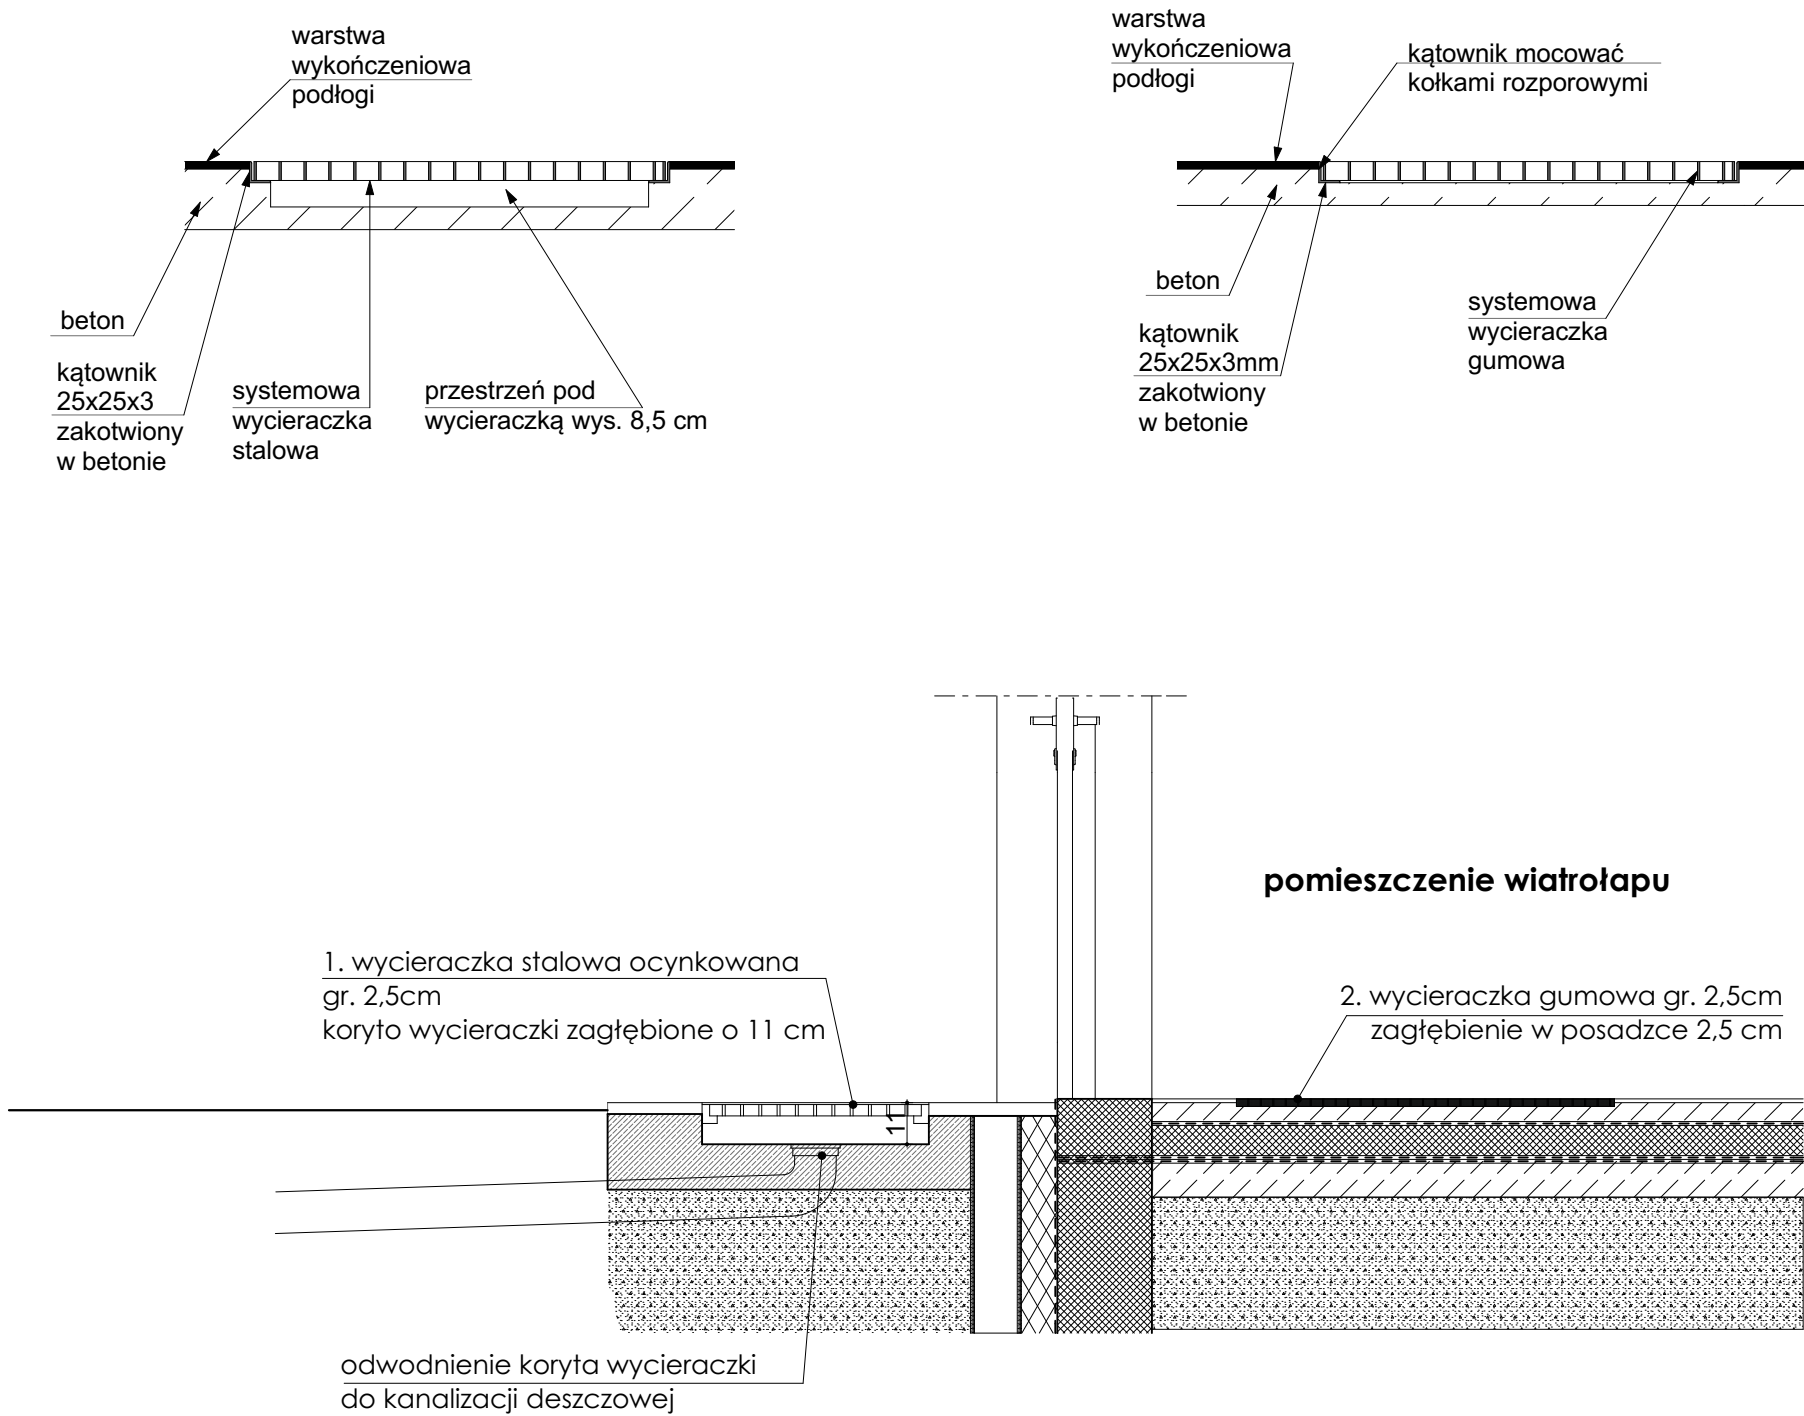 warstwa
wykończeniowa
podłogi
beton
kątownik
25x25x3
zakotwiony
w betonie
systemowa
wycieraczka
stalowa
przestrzeń pod
wycieraczką wys. 8,5 cm
warstwa
wykończeniowa
podłogi
kątownik mocować
kołkami rozporowymi
beton
kątownik
25x25x3mm
zakotwiony
w betonie
systemowa
wycieraczka
gumowa
pomieszczenie wiatrołapu
1. wycieraczka stalowa ocynkowana
gr. 2,5cm
koryto wycieraczki zagłębione o 11 cm
2. wycieraczka gumowa gr. 2,5cm
zagłębienie w posadzce 2,5 cm
11
odwodnienie koryta wycieraczki
do kanalizacji deszczowej